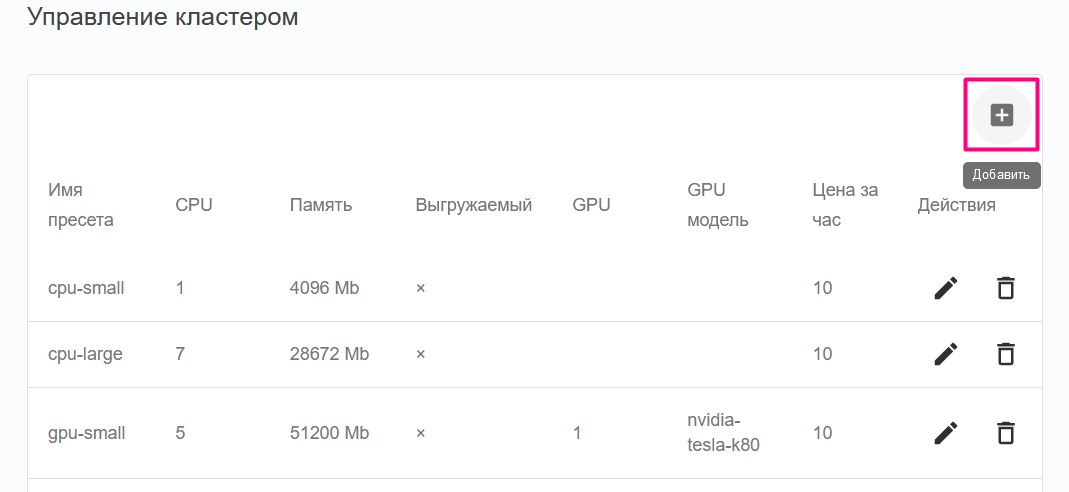 Управление кластером
Добавить
Имя пресета CPU Память Выгружаемый GPU GPU модель Цена за час Действия
cpu-small 1 4096 Mb × 10
cpu-large 7 28672 Mb × 10
gpu-small 5 51200 Mb × 1 nvidia-tesla-k80 10